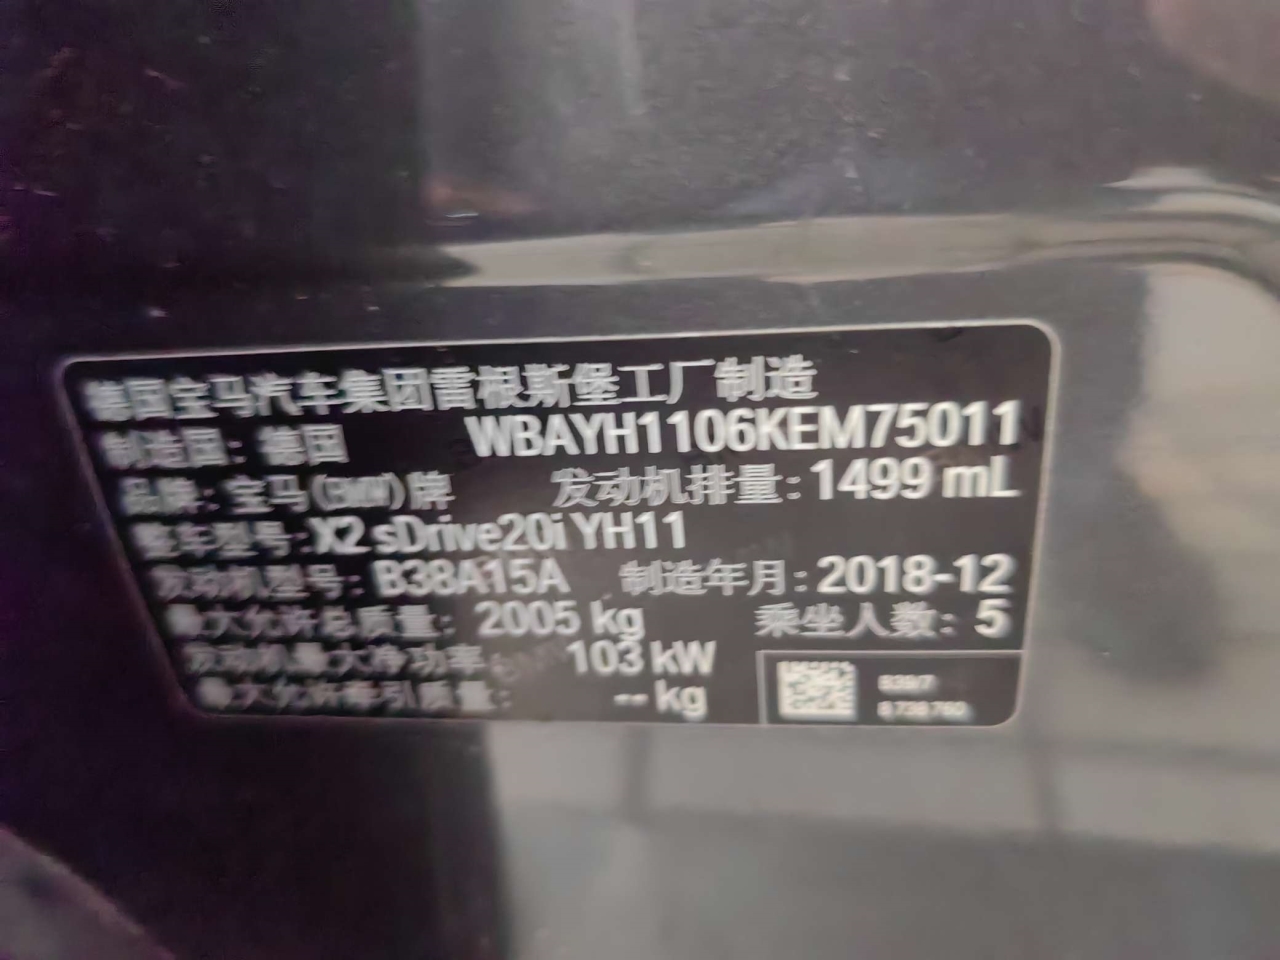 德国宝马汽车集团雷根斯堡工厂制造
制造国：德国 WBAYH1106KEM75011
品牌：宝马(BMW)牌 发动机排量：1499 mL
整车型号：X2 sDrive20i YH11
发动机型号：B38A15A 制造年月：2018-12
最大允许总质量：2005 kg 乘坐人数：5
发动机最大净功率：103 kW
最大允许牵引质量：-- kg